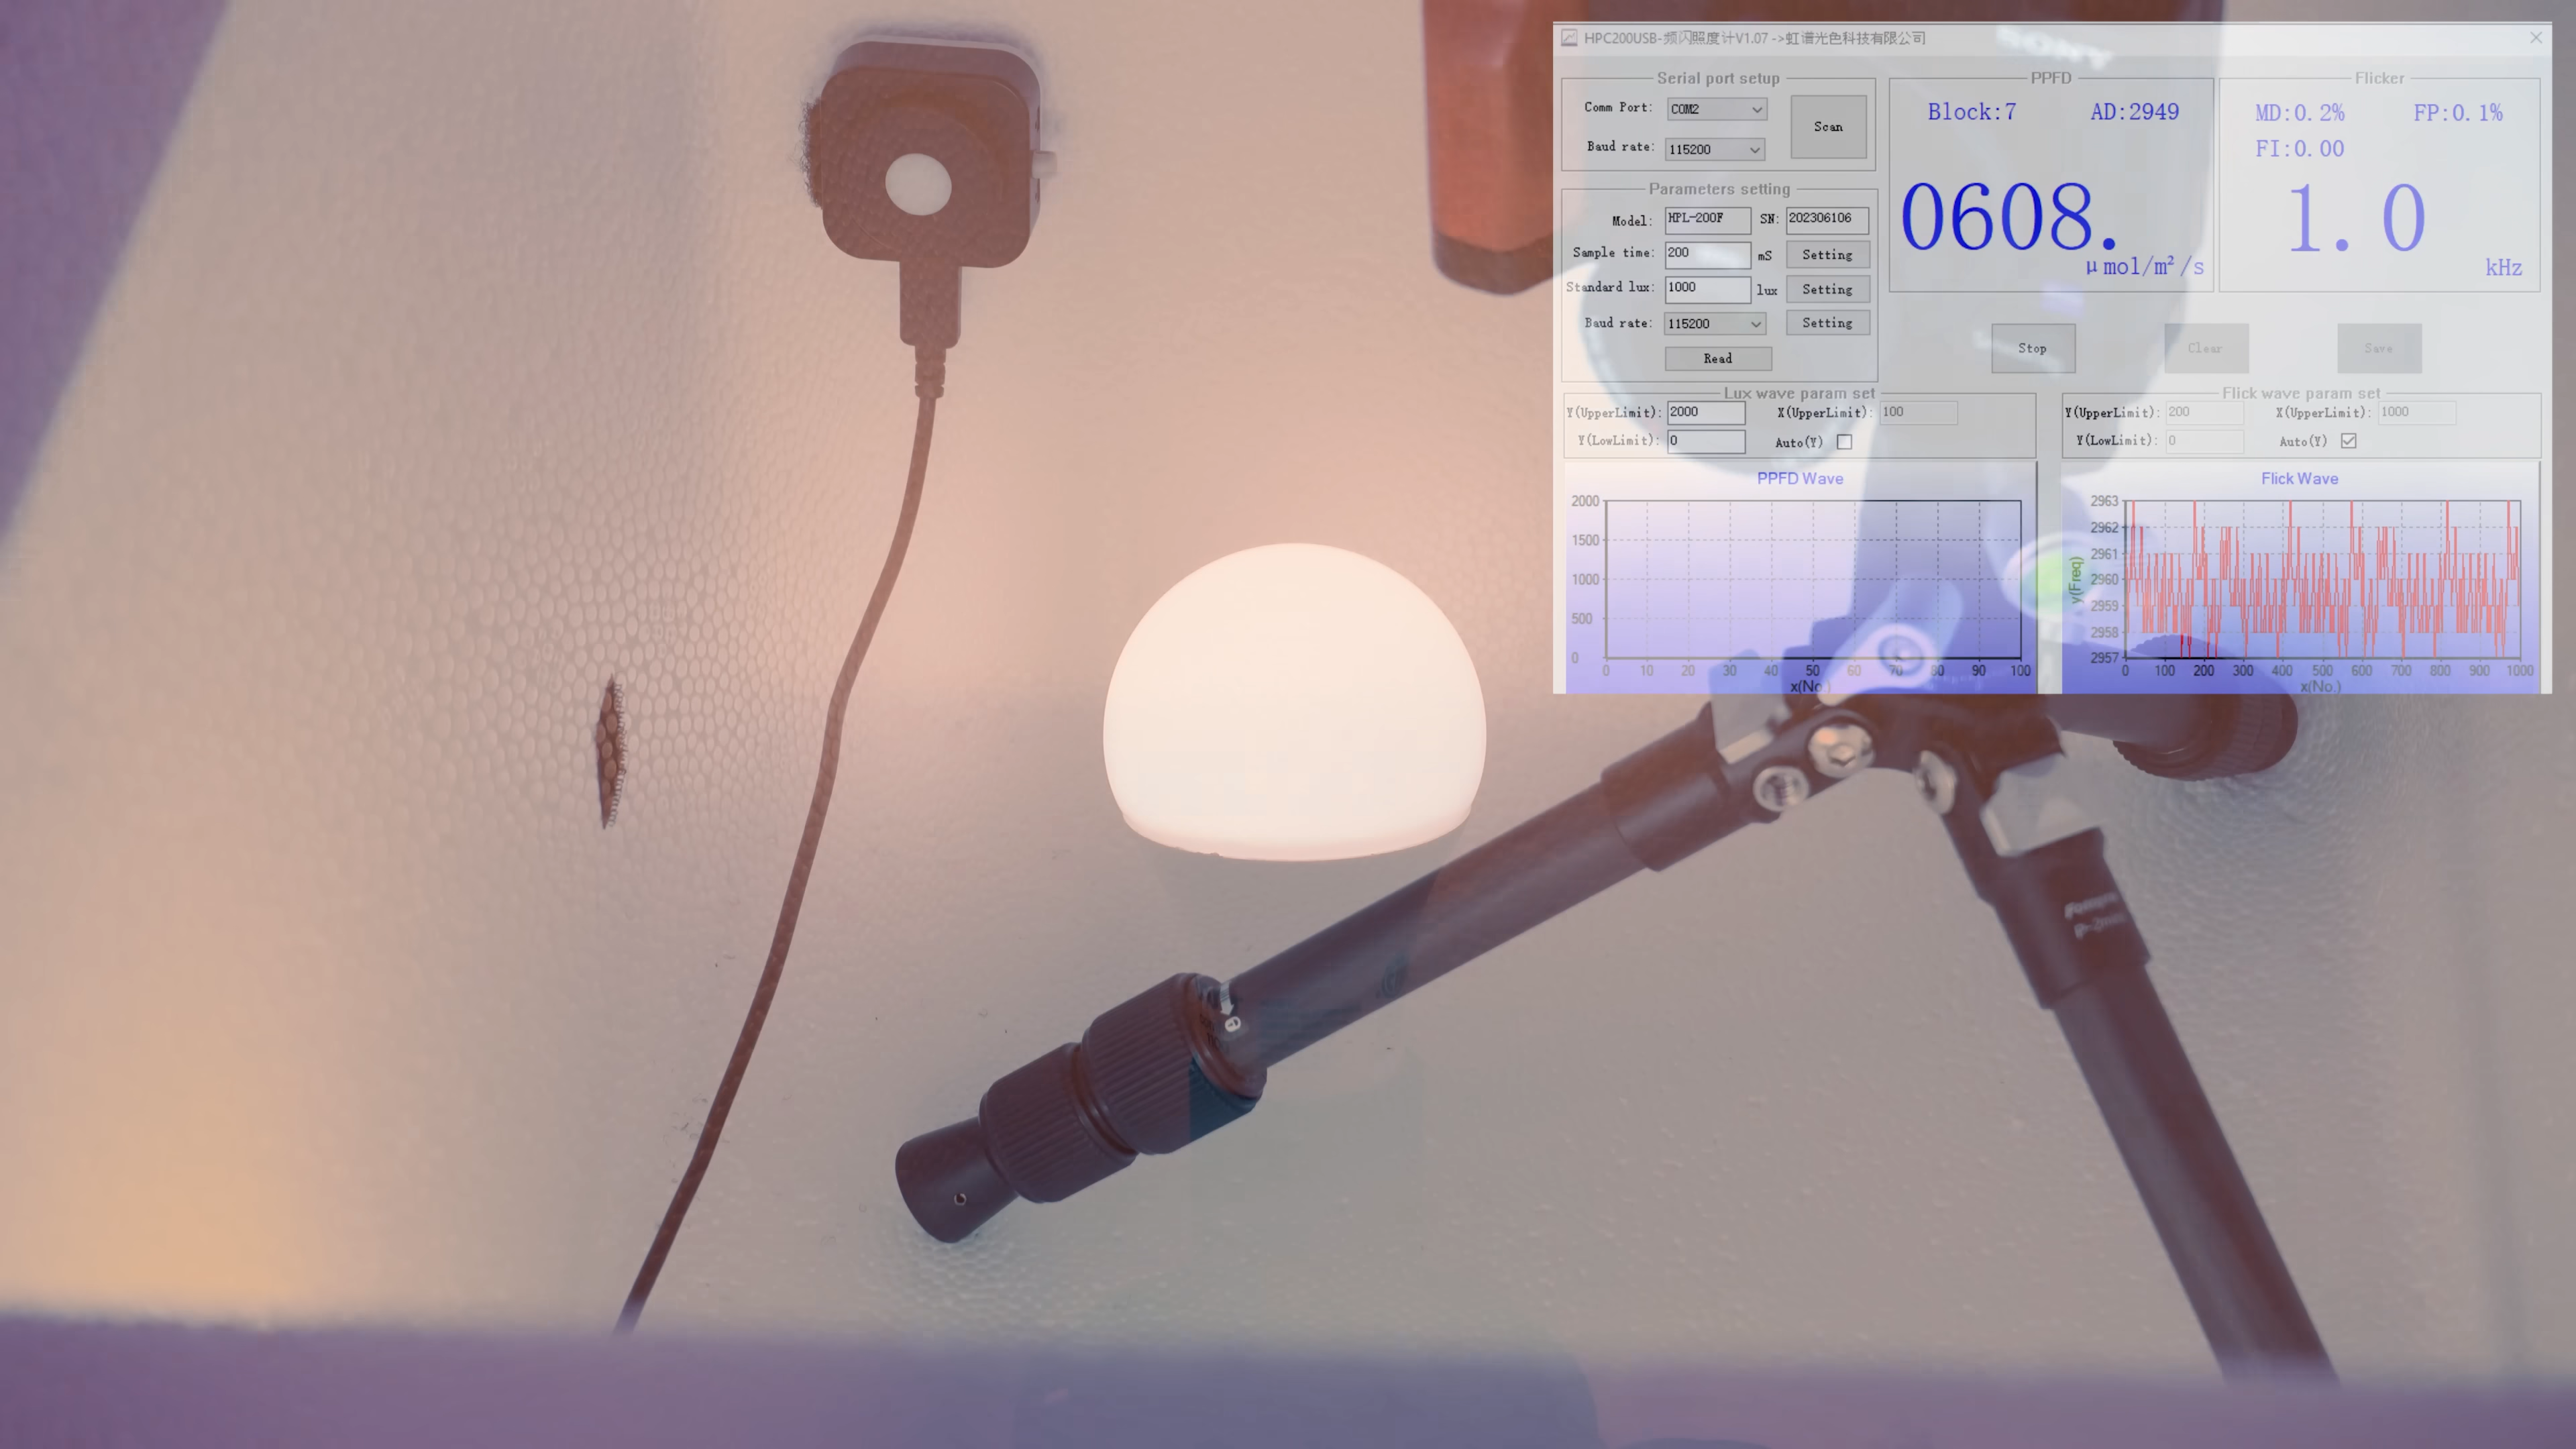 HPC200USB-频闪照度计V1.07 ->虹谱光色科技有限公司
SONY
Serial port setup
Comm Port: COM2
Scan
Baud rate: 115200
Parameters setting
Model: HPL-200F SN: 202306106
Sample time: 200 mS Setting
Standard lux: 1000 lux Setting
Baud rate: 115200 Setting
Read
PPFD
Block:7 AD:2949
0608.
μmol/m²/s
Flicker
MD:0.2% FP:0.1%
FI:0.00
1.0
kHz
Stop Clear Save
Lux wave param set
Y(UpperLimit): 2000 X(UpperLimit): 100
Y(LowLimit): 0 Auto(Y)
Flick wave param set
Y(UpperLimit): 200 X(UpperLimit): 1000
Y(LowLimit): 0 Auto(Y)
PPFD Wave
2000
1500
1000
500
0
0 10 20 30 40 50 60 70 80 90 100
x(No.)
Flick Wave
y(Freq)
2963
2962
2961
2960
2959
2958
2957
0 100 200 300 400 500 600 700 800 900 1000
x(No.)